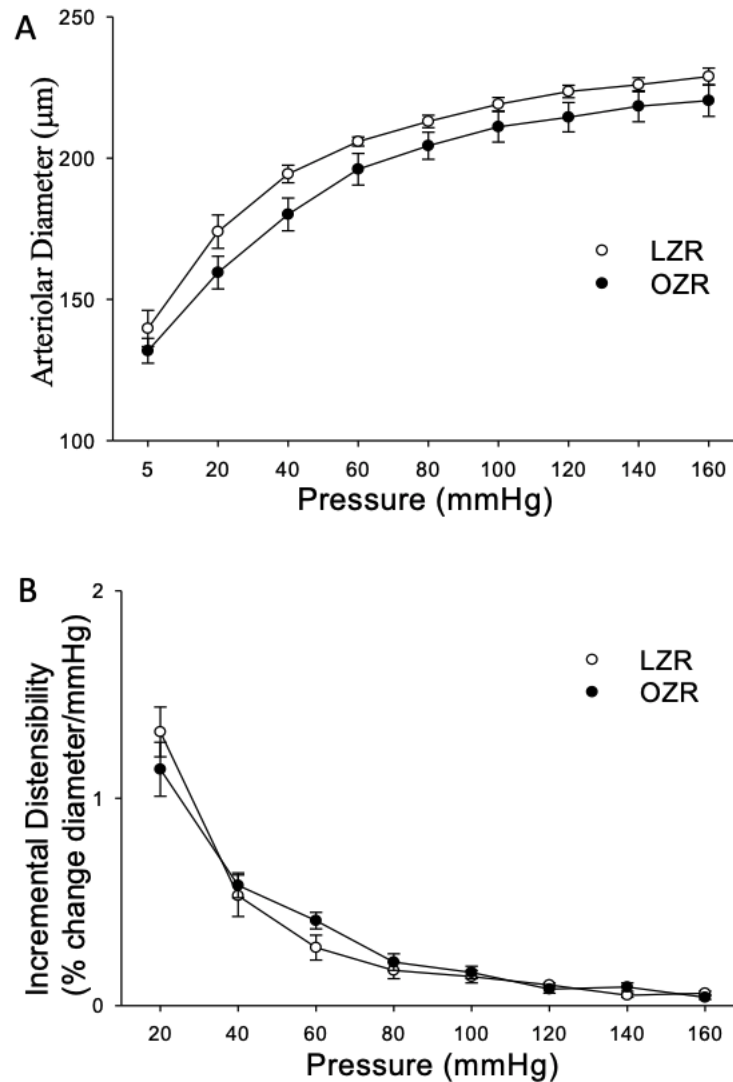 A
250
200
150
100
Arteriolar Diameter (µm)
LZR
OZR
5 20 40 60 80 100 120 140 160
Pressure (mmHg)
B
2
1
0
Incremental Distensibility
(% change diameter/mmHg)
LZR
OZR
20 40 60 80 100 120 140 160
Pressure (mmHg)